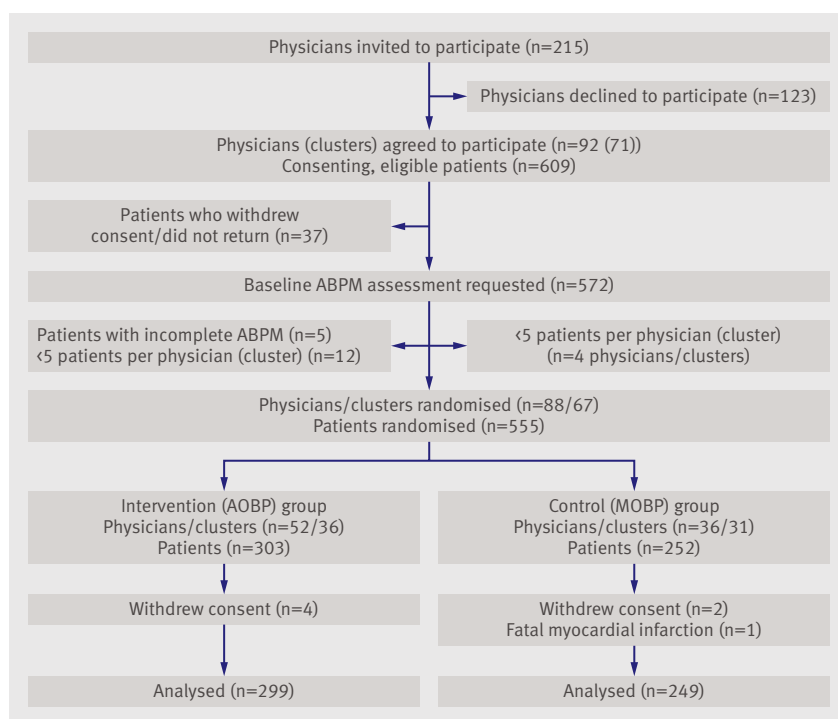 Physicians invited to participate (n=215)
Physicians declined to participate (n=123)
Physicians (clusters) agreed to participate (n=92 (71))
Consenting, eligible patients (n=609)
Patients who withdrew
consent/did not return (n=37)
Baseline ABPM assessment requested (n=572)
Patients with incomplete ABPM (n=5)
<5 patients per physician (cluster) (n=12)
<5 patients per physician (cluster)
(n=4 physicians/clusters)
Physicians/clusters randomised (n=88/67)
Patients randomised (n=555)
Intervention (AOBP) group
Physicians/clusters (n=52/36)
Patients (n=303)
Control (MOBP) group
Physicians/clusters (n=36/31)
Patients (n=252)
Withdrew consent (n=4)
Withdrew consent (n=2)
Fatal myocardial infarction (n=1)
Analysed (n=299)
Analysed (n=249)